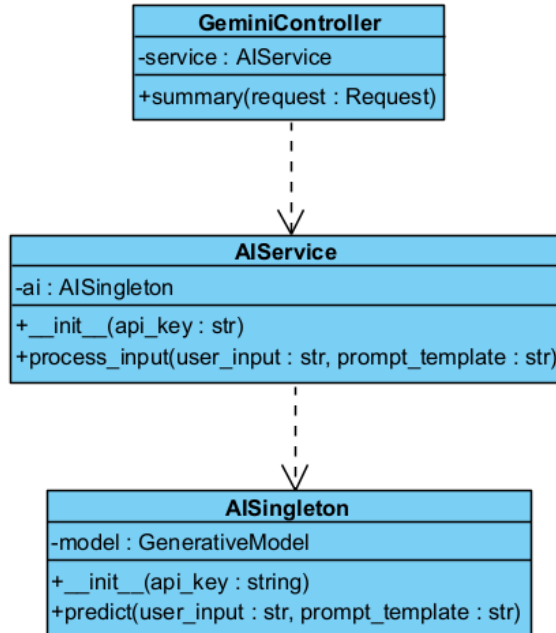 GeminiController
-service : AIService
+summary(request : Request)
AIService
-ai : AISingleton
+__init__(api_key : str)
+process_input(user_input : str, prompt_template : str)
AISingleton
-model : GenerativeModel
+__init__(api_key : string)
+predict(user_input : str, prompt_template : str)